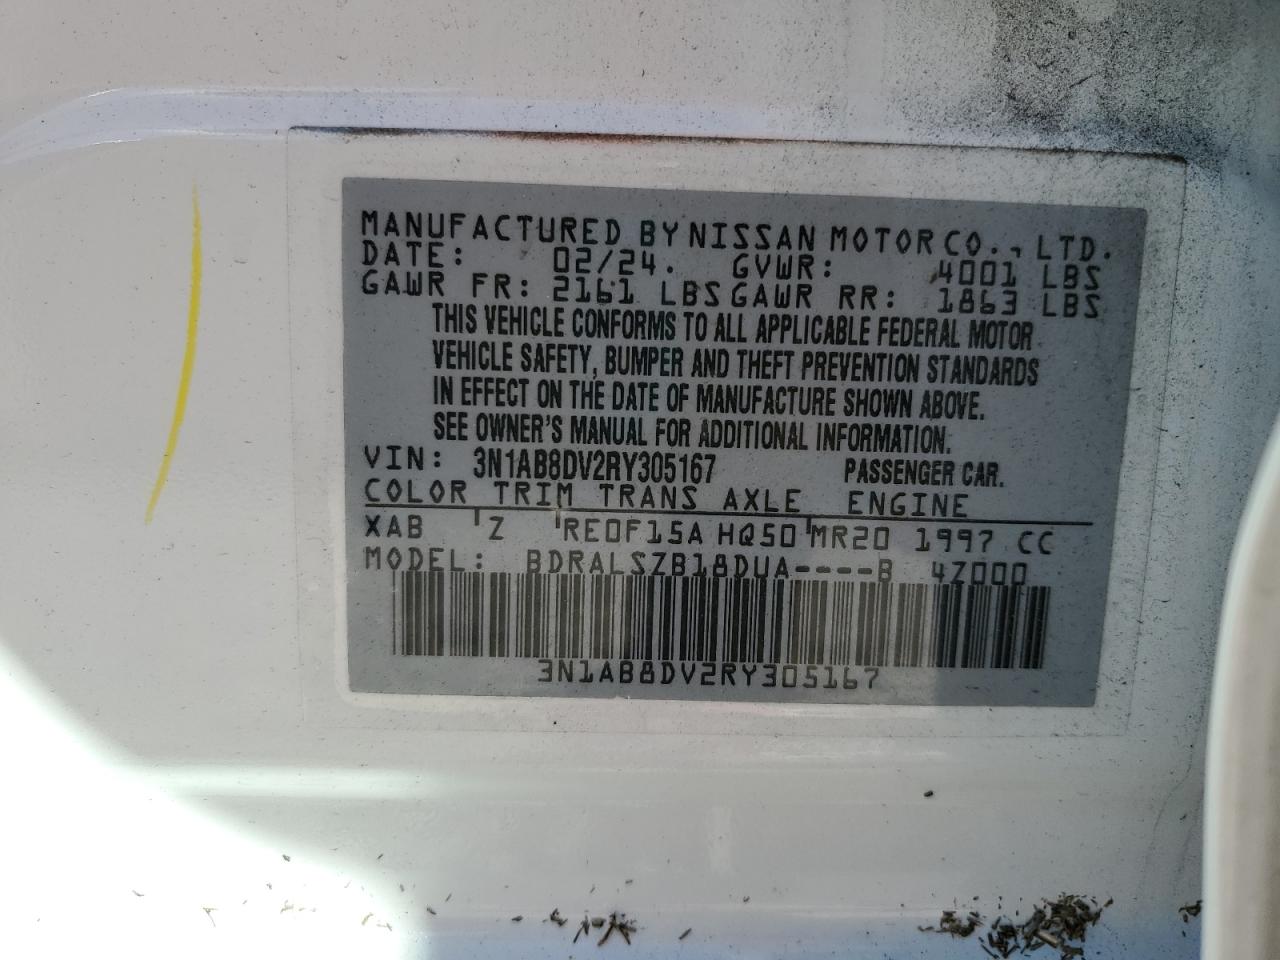 MANUFACTURED BY NISSAN MOTOR CO., LTD.
DATE: 02/24. GVWR: 4001 LBS
GAWR FR: 2161 LBS GAWR RR: 1863 LBS
THIS VEHICLE CONFORMS TO ALL APPLICABLE FEDERAL MOTOR
VEHICLE SAFETY, BUMPER AND THEFT PREVENTION STANDARDS
IN EFFECT ON THE DATE OF MANUFACTURE SHOWN ABOVE.
SEE OWNER'S MANUAL FOR ADDITIONAL INFORMATION.
VIN: 3N1AB8DV2RY305167 PASSENGER CAR.
COLOR TRIM TRANS AXLE ENGINE
XAB Z RE0F15A HQ50 MR20 1997 CC
MODEL: BDRALSZB18DUA----B 4Z000
3N1AB8DV2RY305167